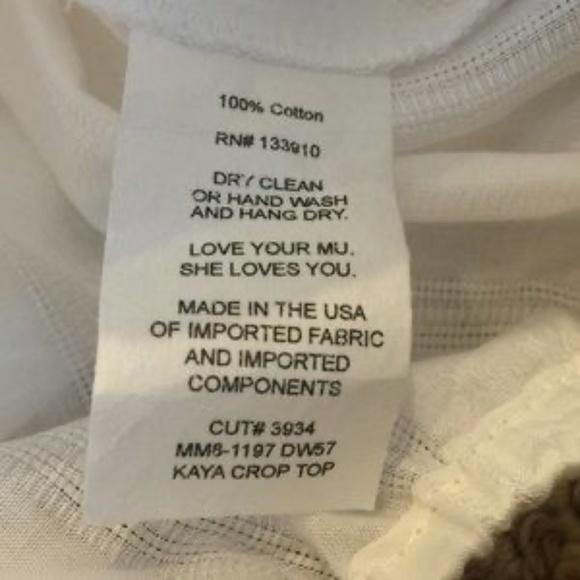 100% Cotton
RN# 133910
DRY CLEAN
OR HAND WASH
AND HANG DRY.
LOVE YOUR MU.
SHE LOVES YOU.
MADE IN THE USA
OF IMPORTED FABRIC
AND IMPORTED
COMPONENTS
CUT# 3934
MM8-1197 DW57
KAYA CROP TOP